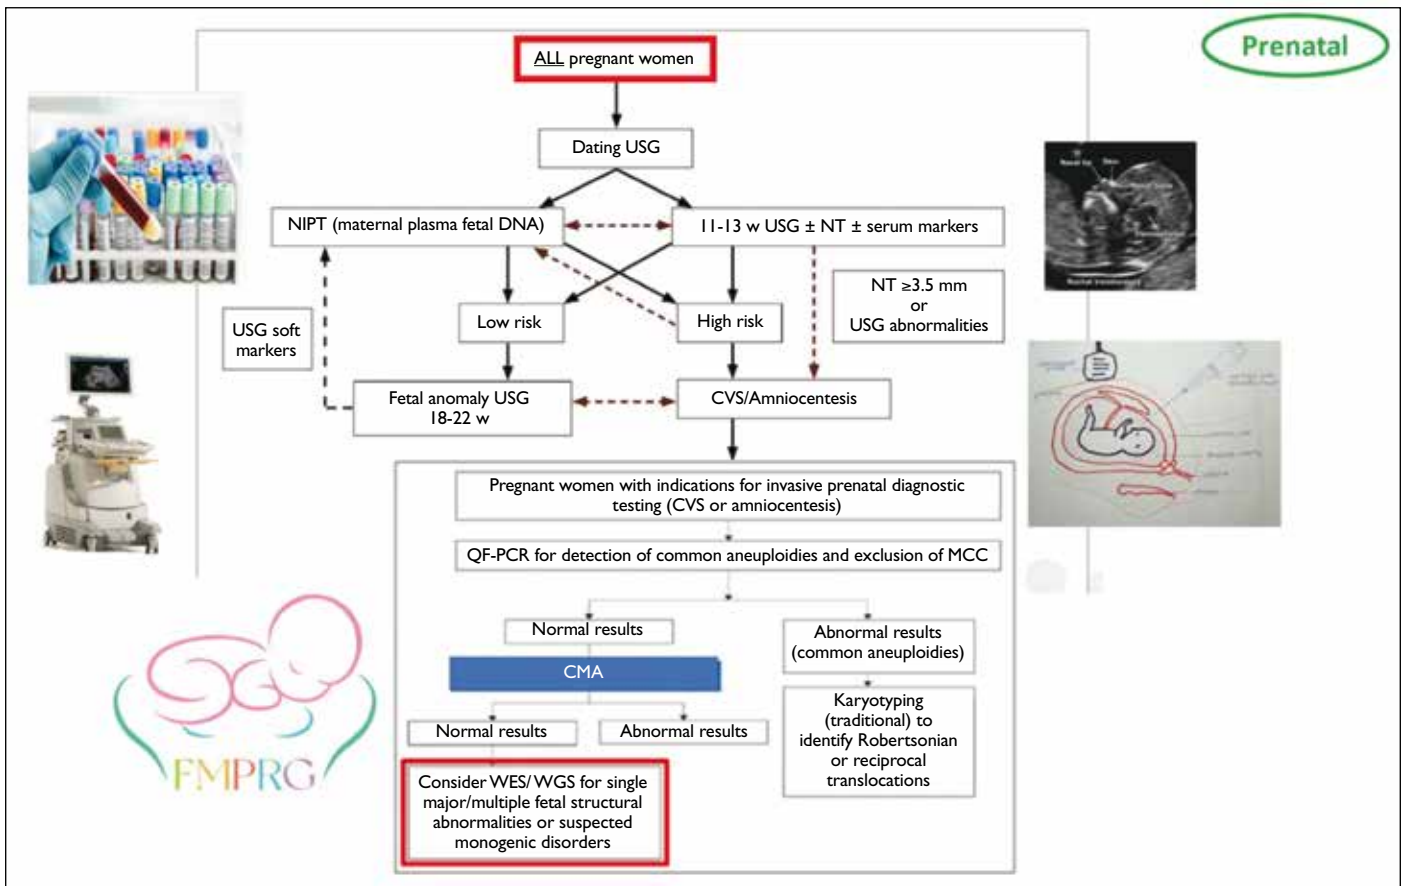 Prenatal
ALL pregnant women
Dating USG
NIPT (maternal plasma fetal DNA)
11-13 w USG ± NT ± serum markers
NT ≥3.5 mm
or
USG abnormalities
USG soft
markers
Low risk
High risk
Fetal anomaly USG
18-22 w
CVS/Amniocentesis
Pregnant women with indications for invasive prenatal diagnostic
testing (CVS or amniocentesis)
QF-PCR for detection of common aneuploidies and exclusion of MCC
Normal results
Abnormal results
(common aneuploidies)
CMA
Karyotyping
(traditional) to
identify Robertsonian
or reciprocal
translocations
Normal results
Abnormal results
Consider WES/ WGS for single
major/multiple fetal structural
abnormalities or suspected
monogenic disorders
FMPRG